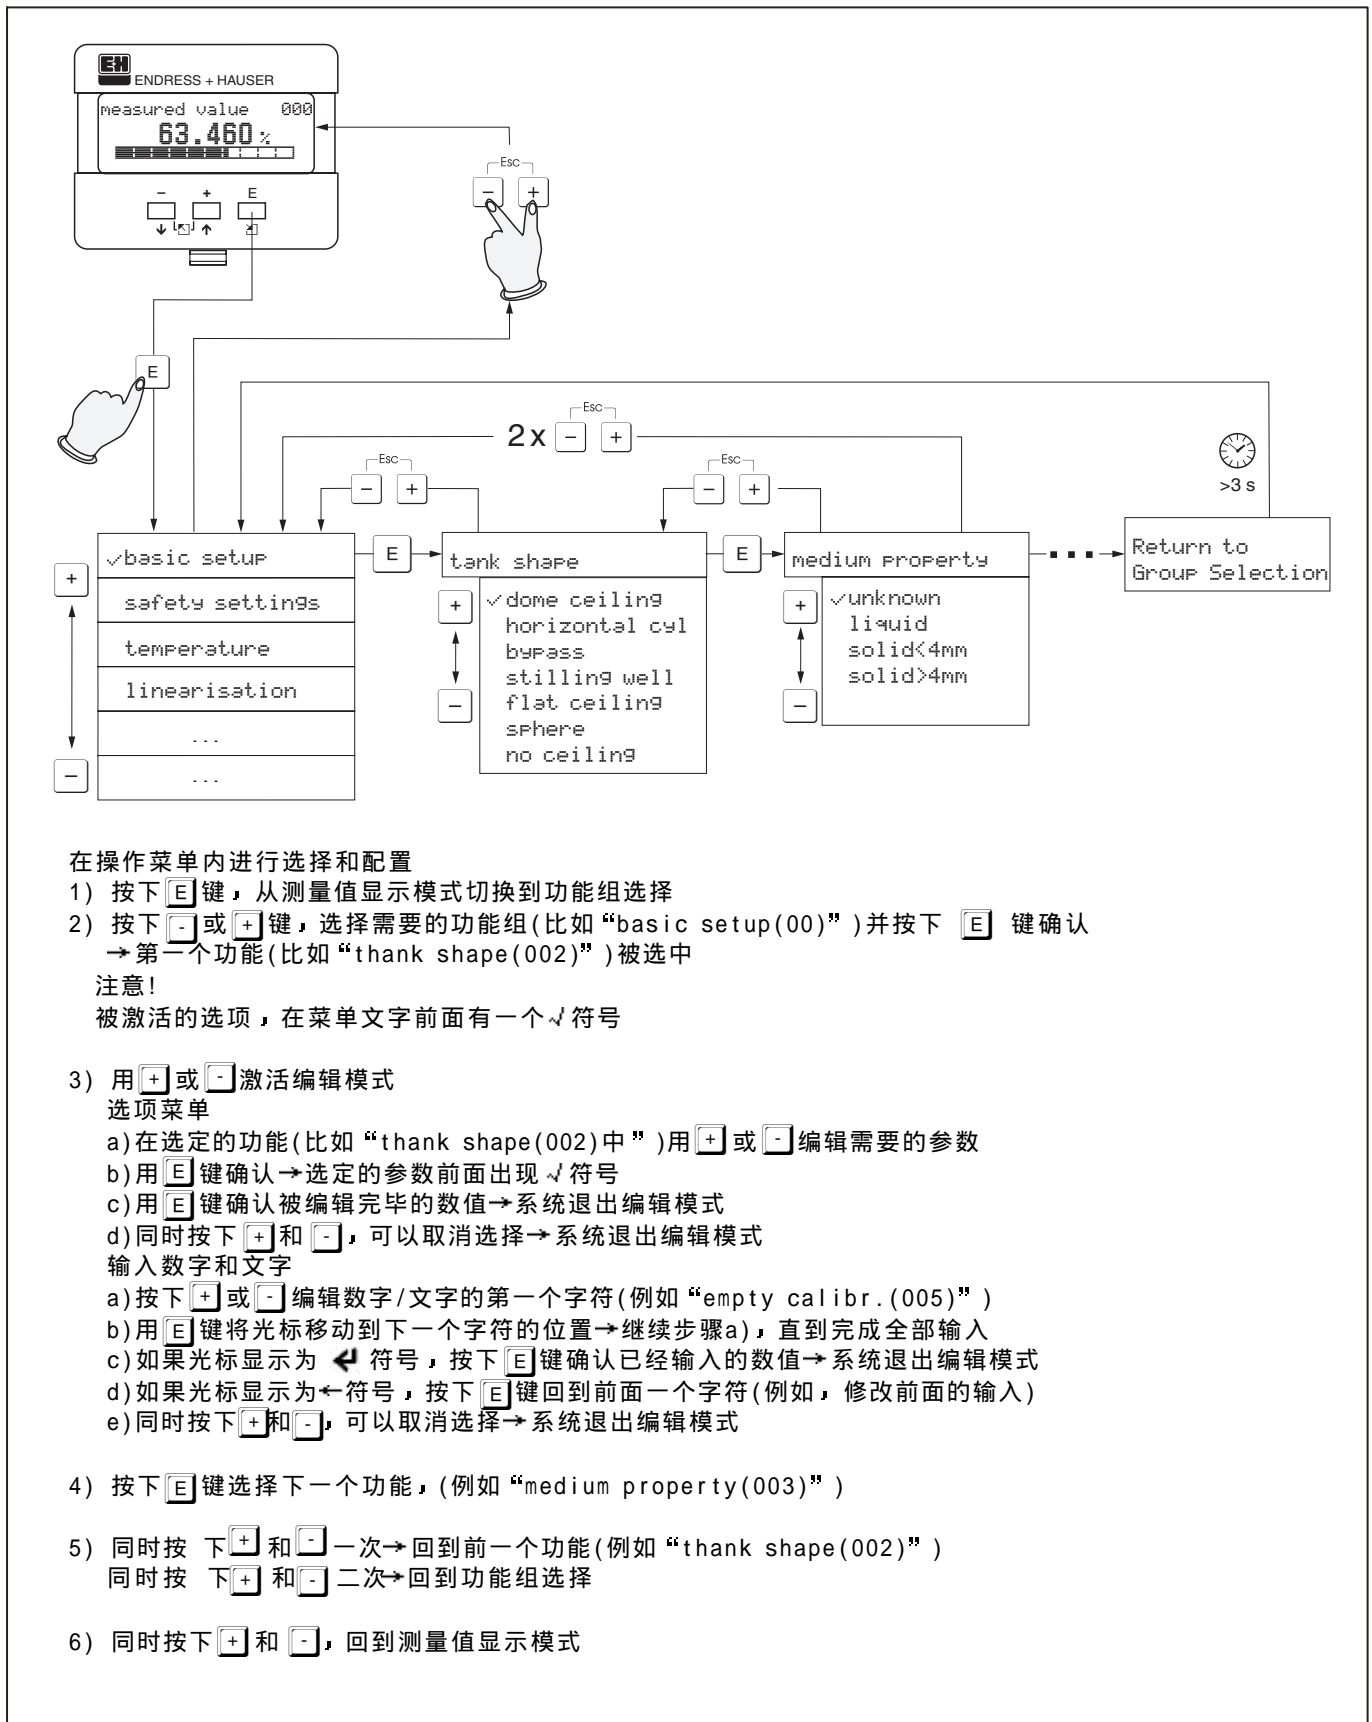 EH
ENDRESS + HAUSER
measured value 000
63.460 %
- + E
Esc
- +
E
Esc
2x - +
Esc
- +
Esc
- +
>3 s
✓basic setup
safety settings
temperature
linearisation
...
...
+
-
E
tank shape
✓dome ceiling
horizontal cyl
bypass
stilling well
flat ceiling
sphere
no ceiling
+
-
E
medium property
✓unknown
liquid
solid<4mm
solid>4mm
+
-
Return to
Group Selection
在操作菜单内进行选择和配置
1) 按下E键，从测量值显示模式切换到功能组选择
2) 按下-或+键，选择需要的功能组(比如“basic setup(00)”)并按下 E 键确认
→第一个功能(比如“thank shape(002)”)被选中
注意!
被激活的选项，在菜单文字前面有一个√符号
3) 用+或-激活编辑模式
选项菜单
a)在选定的功能(比如“thank shape(002)中”)用+或-编辑需要的参数
b)用E键确认→选定的参数前面出现√符号
c)用E键确认被编辑完毕的数值→系统退出编辑模式
d)同时按下+和-，可以取消选择→系统退出编辑模式
输入数字和文字
a)按下+或-编辑数字/文字的第一个字符(例如“empty calibr.(005)”)
b)用E键将光标移动到下一个字符的位置→继续步骤a)，直到完成全部输入
c)如果光标显示为 ↵ 符号，按下E键确认已经输入的数值→系统退出编辑模式
d)如果光标显示为←符号，按下E键回到前面一个字符(例如，修改前面的输入)
e)同时按下+和-，可以取消选择→系统退出编辑模式
4) 按下E键选择下一个功能，(例如“medium property(003)”)
5) 同时按 下+和-一次→回到前一个功能(例如“thank shape(002)”)
同时按 下+和-二次→回到功能组选择
6) 同时按下+和-，回到测量值显示模式